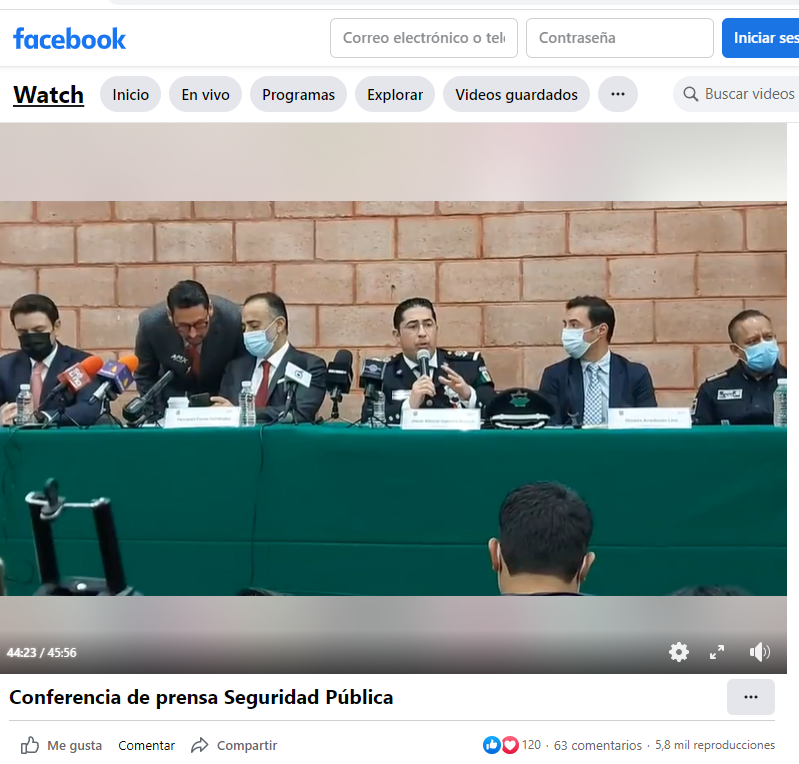 facebook
Correo electrónico o telé
Contraseña
Iniciar ses
Watch
Inicio
En vivo
Programas
Explorar
Videos guardados
Buscar videos
44:23 / 45:56
Conferencia de prensa Seguridad Pública
Me gusta
Comentar
Compartir
120 · 63 comentarios · 5,8 mil reproducciones